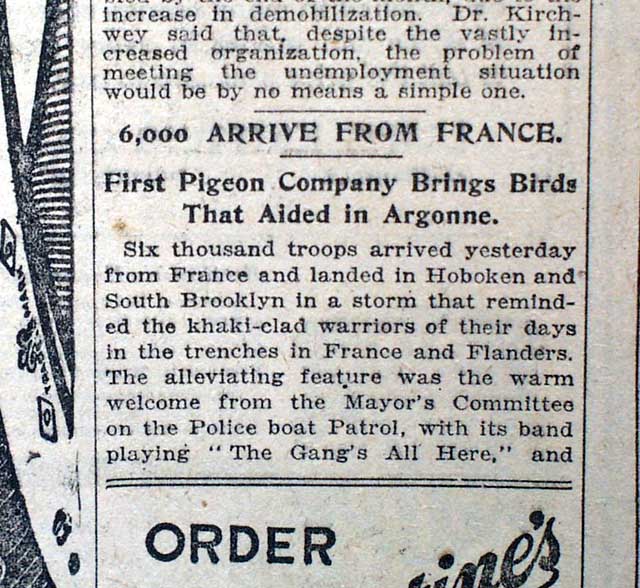 increase in demobilization. Dr. Kirch-
wey said that, despite the vastly in-
creased organization, the problem of
meeting the unemployment situation
would be by no means a simple one.
6,000 ARRIVE FROM FRANCE.
First Pigeon Company Brings Birds
That Aided in Argonne.
Six thousand troops arrived yesterday
from France and landed in Hoboken and
South Brooklyn in a storm that remind-
ed the khaki-clad warriors of their days
in the trenches in France and Flanders.
The alleviating feature was the warm
welcome from the Mayor's Committee
on the Police boat Patrol, with its band
playing " The Gang's All Here," and
ORDER